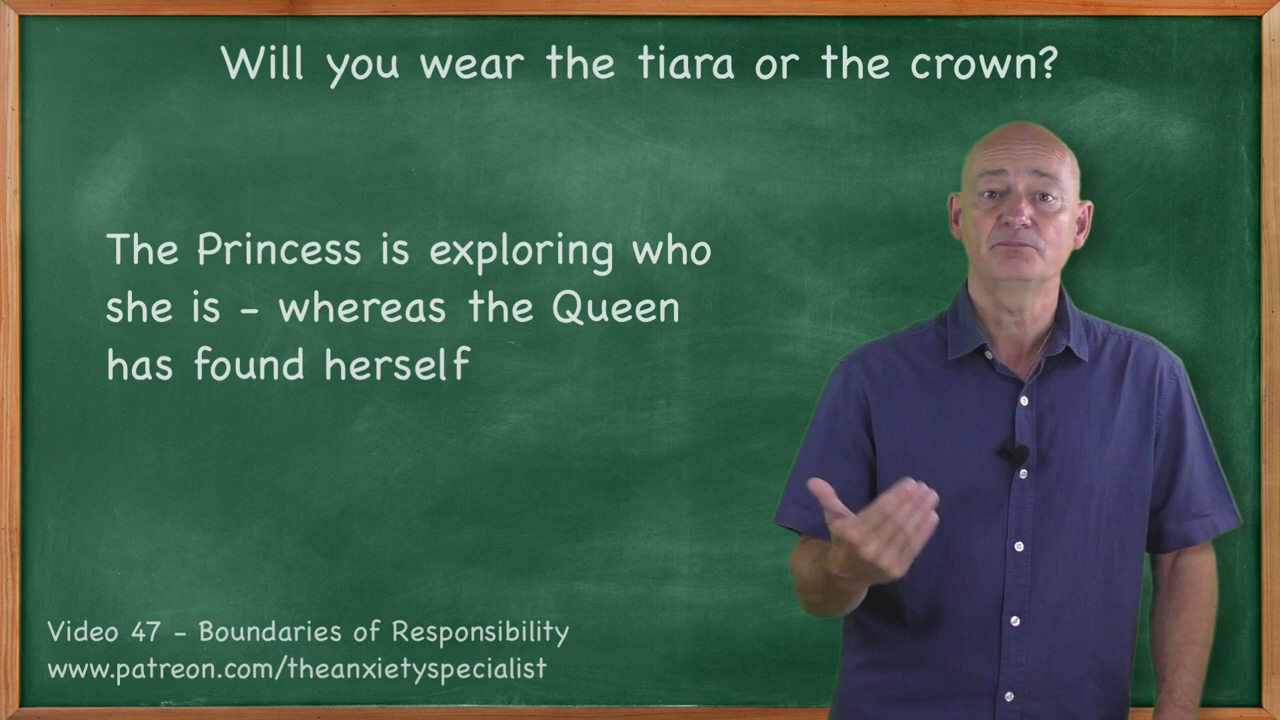 Will you wear the tiara or the crown?
The Princess is exploring who
she is - whereas the Queen
has found herself
Video 47 - Boundaries of Responsibility
www.patreon.com/theanxietyspecialist